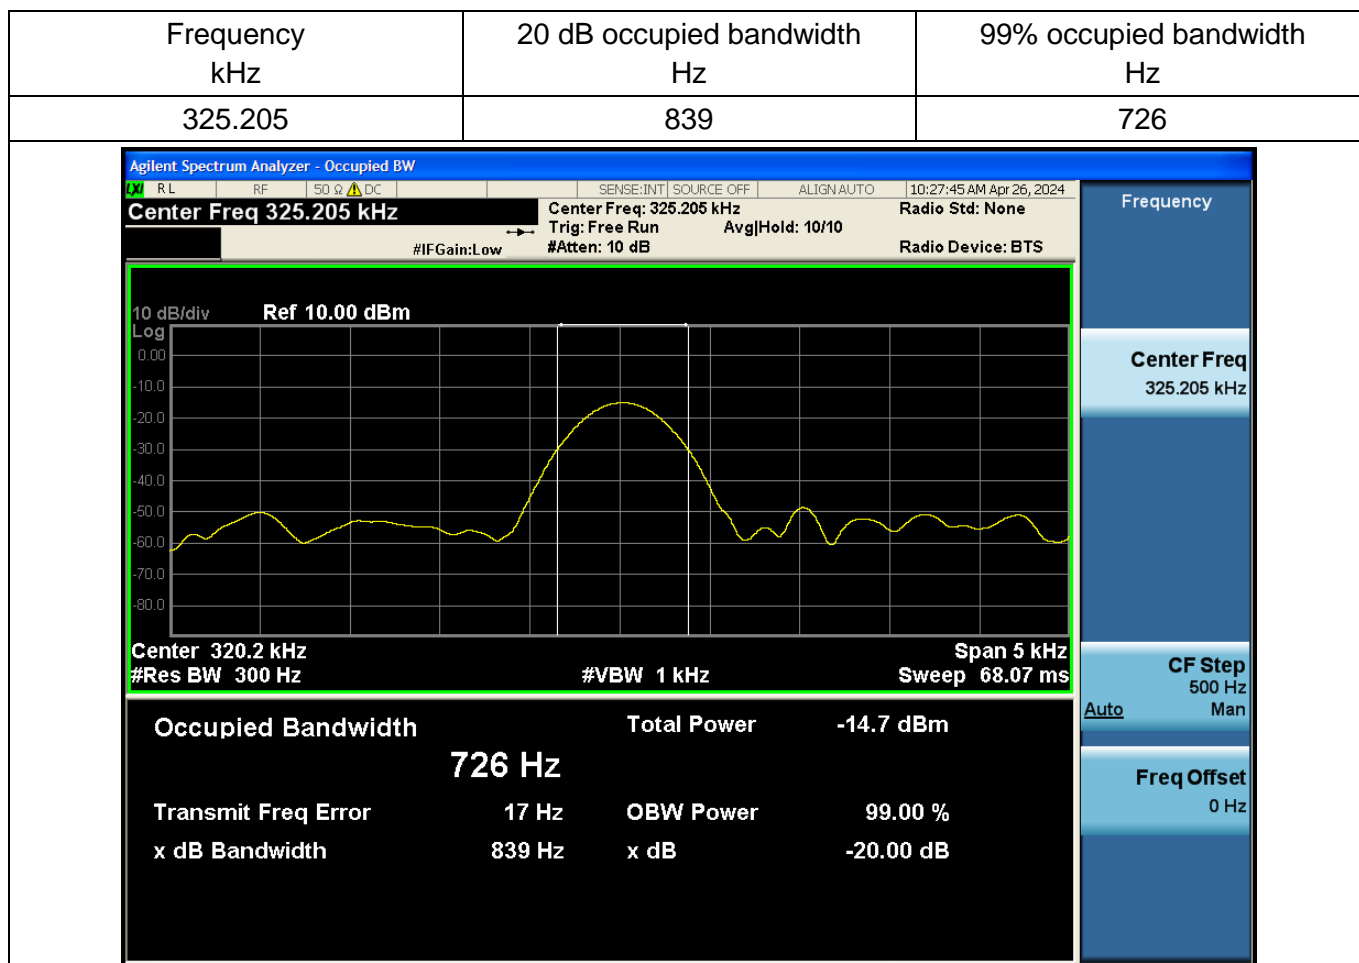 Frequency kHz 20 dB occupied bandwidth Hz 99% occupied bandwidth Hz
325.205 839 726
Agilent Spectrum Analyzer - Occupied BW
LXI RL RF 50 Ω DC SENSE:INT SOURCE OFF ALIGN AUTO 10:27:45 AM Apr 26, 2024
Center Freq 325.205 kHz
Center Freq: 325.205 kHz
Radio Std: None
Trig: Free Run Avg|Hold: 10/10
#IFGain:Low #Atten: 10 dB Radio Device: BTS
10 dB/div Ref 10.00 dBm
Log
0.00
-10.0
-20.0
-30.0
-40.0
-50.0
-60.0
-70.0
-80.0
Center 320.2 kHz Span 5 kHz
#Res BW 300 Hz #VBW 1 kHz Sweep 68.07 ms
Occupied Bandwidth Total Power -14.7 dBm
726 Hz
Transmit Freq Error 17 Hz OBW Power 99.00 %
x dB Bandwidth 839 Hz x dB -20.00 dB
Frequency
Center Freq
325.205 kHz
CF Step
500 Hz
Auto Man
Freq Offset
0 Hz